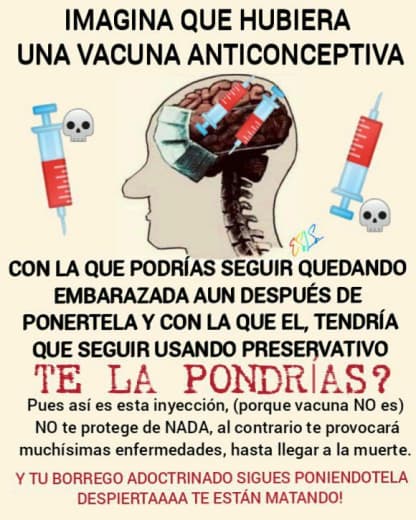 IMAGINA QUE HUBIERA
UNA VACUNA ANTICONCEPTIVA
CON LA QUE PODRÍAS SEGUIR QUEDANDO
EMBARAZADA AUN DESPUÉS DE
PONERTELA Y CON LA QUE EL, TENDRÍA
QUE SEGUIR USANDO PRESERVATIVO
TE LA PONDRÍAS?
Pues así es esta inyección, (porque vacuna NO es)
NO te protege de NADA, al contrario te provocará
muchísimas enfermedades, hasta llegar a la muerte.
Y TU BORREGO ADOCTRINADO SIGUES PONIENDOTELA
DESPIERTAAAA TE ESTÁN MATANDO!